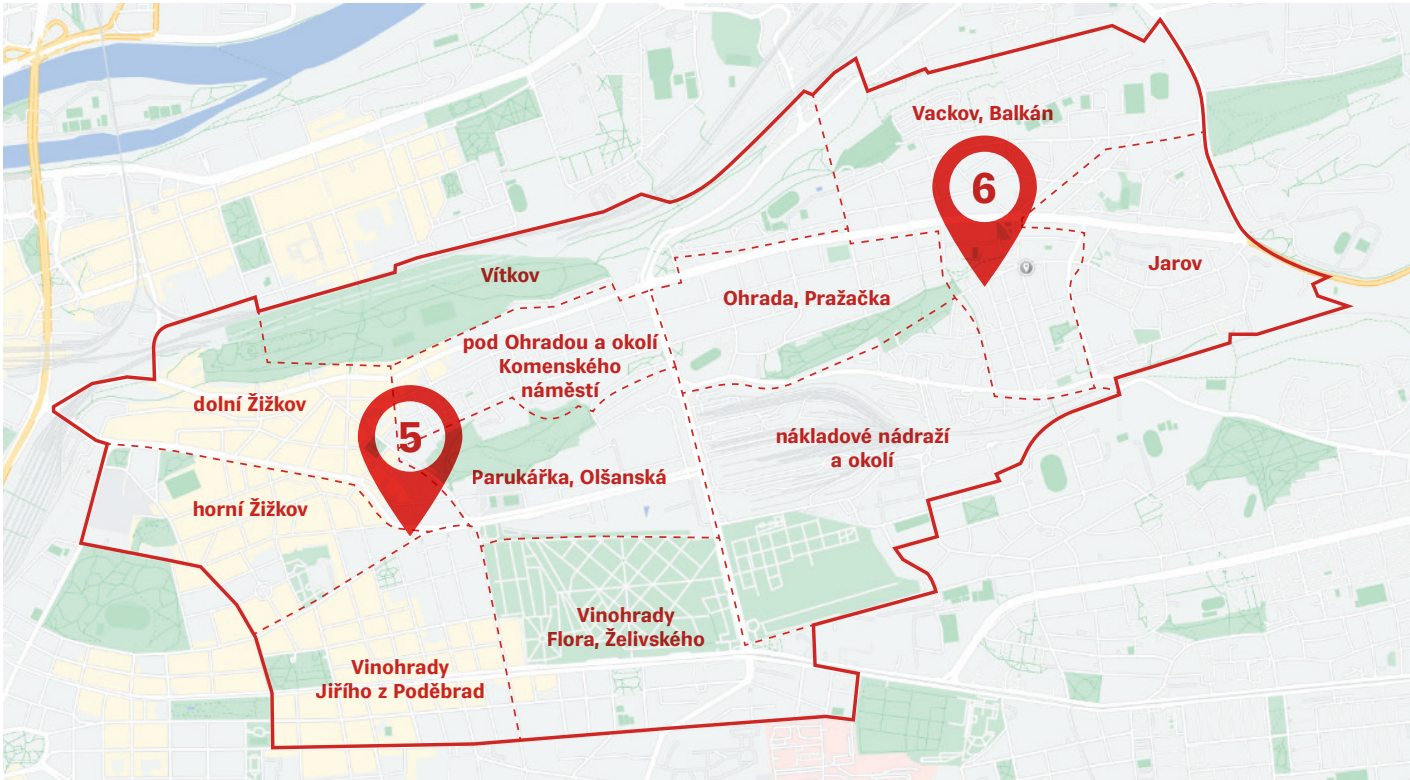 Vackov, Balkán
6
Jarov
Vítkov
Ohrada, Pražačka
pod Ohradou a okolí
Komenského
náměstí
dolní Žižkov
5
nákladové nádraží
a okolí
Parukářka, Olšanská
horní Žižkov
Vinohrady
Flora, Želivského
Vinohrady
Jiřího z Poděbrad